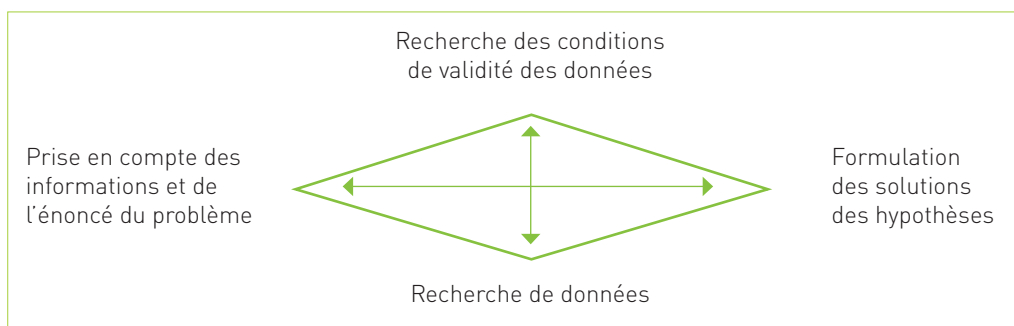 Recherche des conditions
de validité des données
Prise en compte des
informations et de
l'énoncé du problème
Formulation
des solutions
des hypothèses
Recherche de données